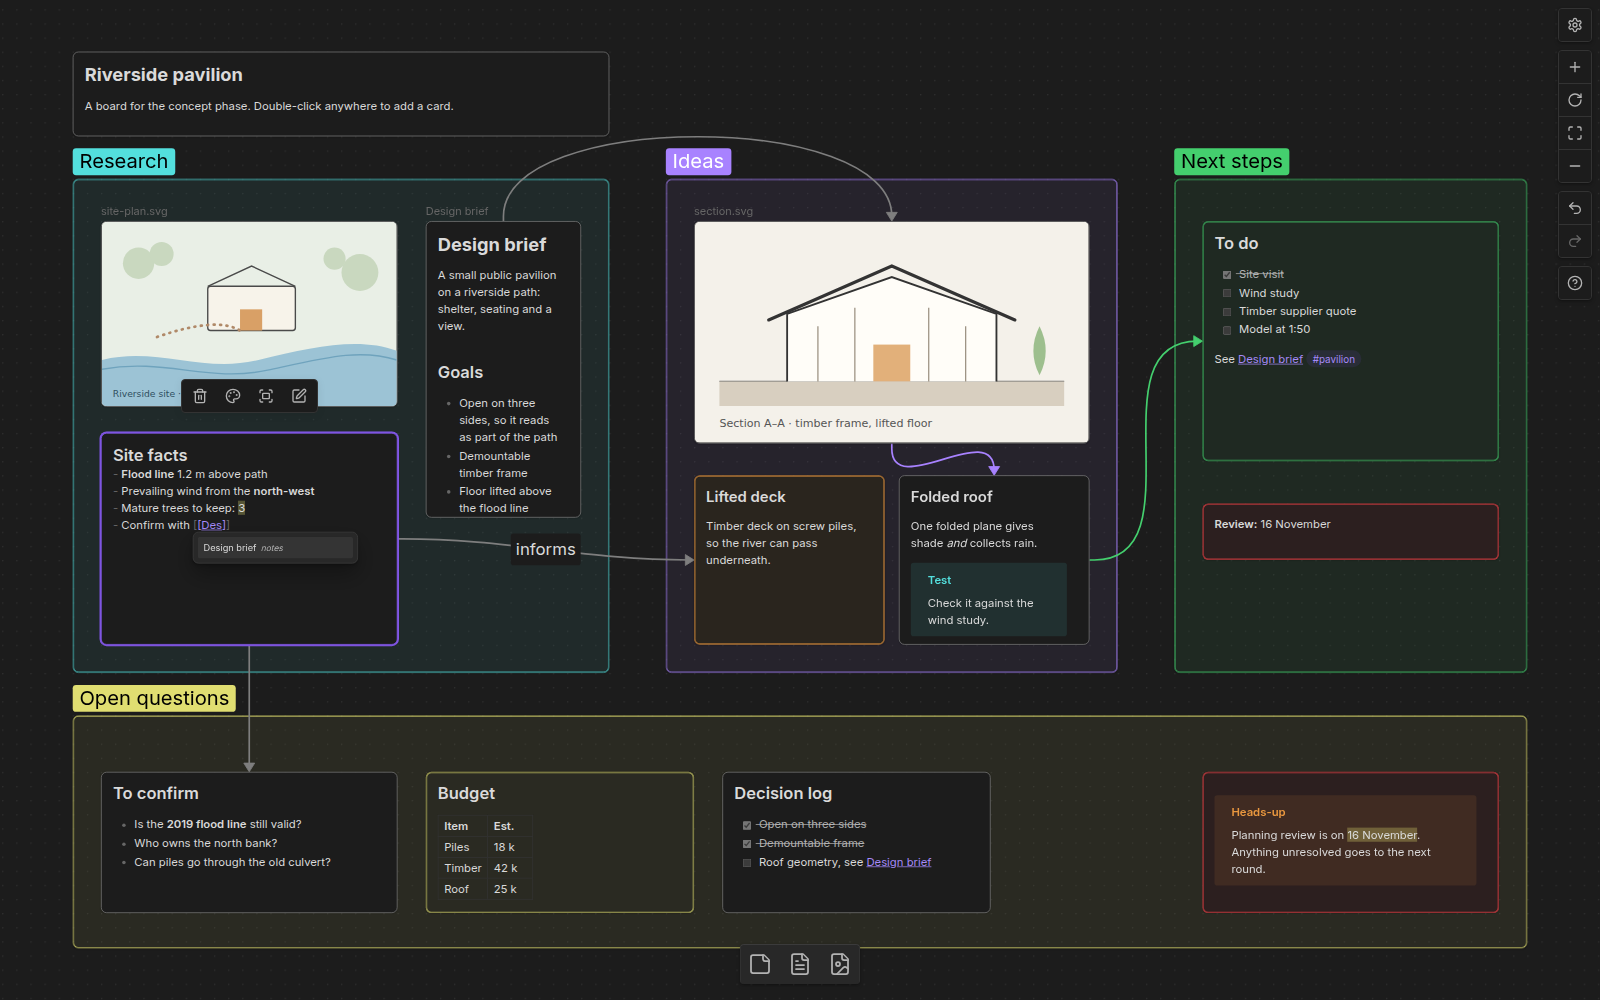 Riverside pavilion
A board for the concept phase. Double-click anywhere to add a card.
Research
site-plan.svg
Riverside site
Design brief
Design brief
A small public pavilion
on a riverside path:
shelter, seating and a
view.
Goals
Open on three
sides, so it reads
as part of the path
Demountable
timber frame
Floor lifted above
the flood line
Site facts
- Flood line 1.2 m above path
- Prevailing wind from the north-west
- Mature trees to keep: 3
- Confirm with [[Des]]
Design brief notes
informs
Ideas
section.svg
Section A–A · timber frame, lifted floor
Lifted deck
Timber deck on screw piles,
so the river can pass
underneath.
Folded roof
One folded plane gives
shade and collects rain.
Test
Check it against the
wind study.
Next steps
To do
Site visit
Wind study
Timber supplier quote
Model at 1:50
See Design brief #pavilion
Review: 16 November
Open questions
To confirm
Is the 2019 flood line still valid?
Who owns the north bank?
Can piles go through the old culvert?
Budget
Item Est.
Piles 18 k
Timber 42 k
Roof 25 k
Decision log
Open on three sides
Demountable frame
Roof geometry, see Design brief
Heads-up
Planning review is on 16 November.
Anything unresolved goes to the next
round.